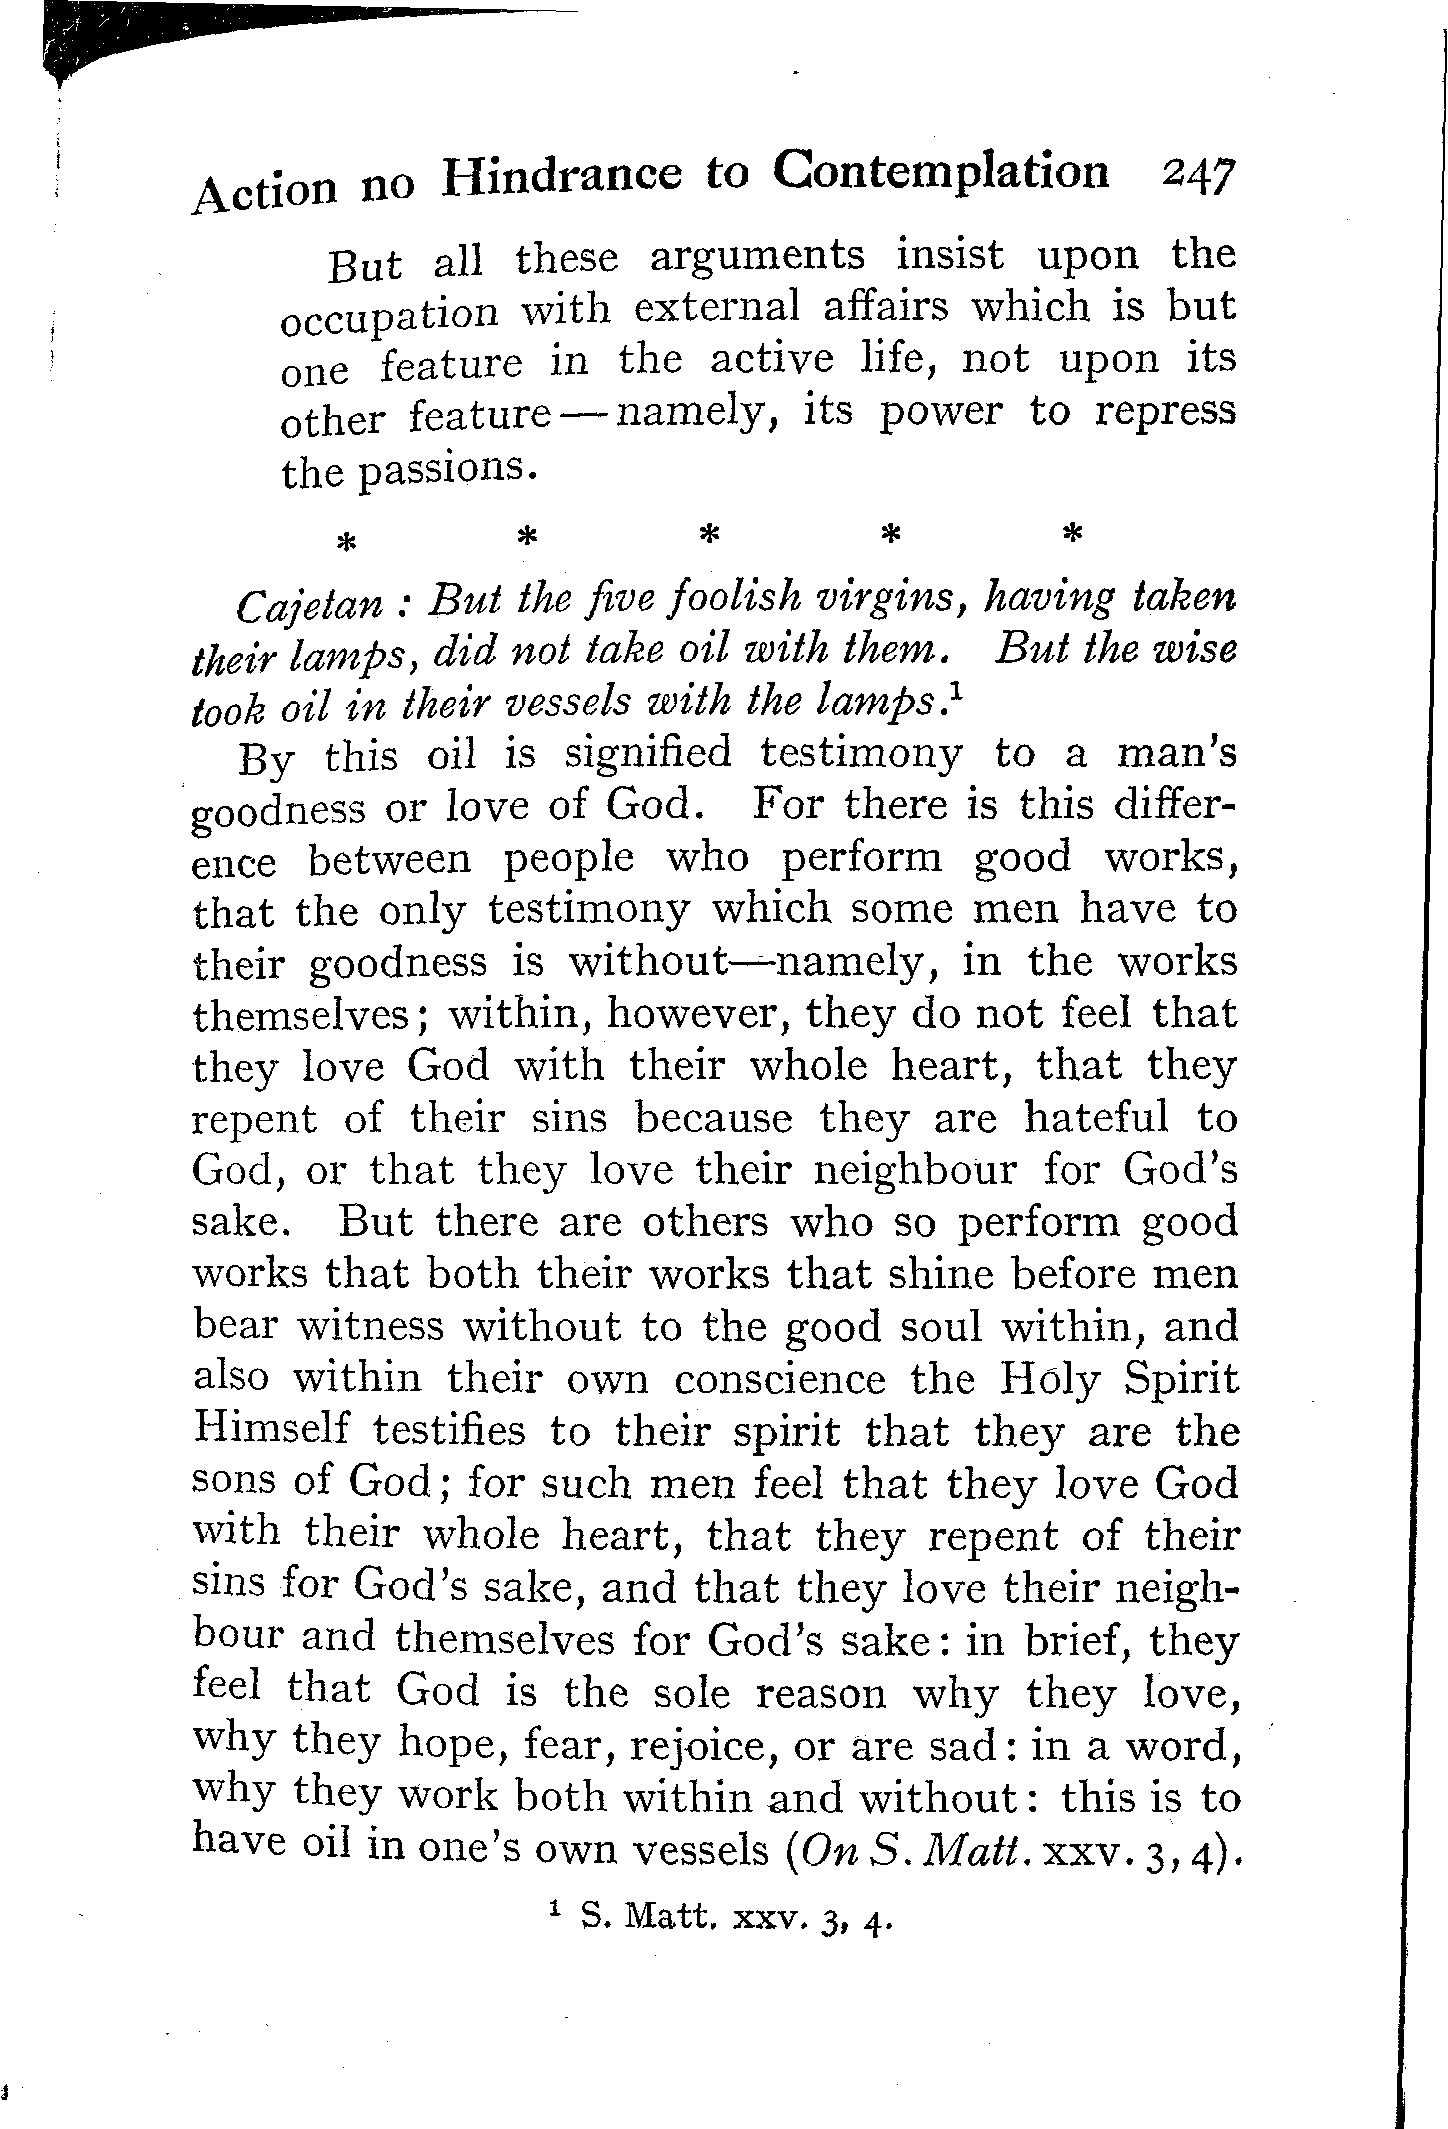 Action no Hindrance to Contemplation 247
But all these arguments insist upon the
occupation with external affairs which is but
one feature in the active life, not upon its
other feature—namely, its power to repress
the passions.
* * * * *
Cajetan : But the five foolish virgins, having taken
their lamps, did not take oil with them. But the wise
took oil in their vessels with the lamps.¹
By this oil is signified testimony to a man's
goodness or love of God. For there is this differ-
ence between people who perform good works,
that the only testimony which some men have to
their goodness is without—namely, in the works
themselves; within, however, they do not feel that
they love God with their whole heart, that they
repent of their sins because they are hateful to
God, or that they love their neighbour for God's
sake. But there are others who so perform good
works that both their works that shine before men
bear witness without to the good soul within, and
also within their own conscience the Holy Spirit
Himself testifies to their spirit that they are the
sons of God; for such men feel that they love God
with their whole heart, that they repent of their
sins for God's sake, and that they love their neigh-
bour and themselves for God's sake: in brief, they
feel that God is the sole reason why they love,
why they hope, fear, rejoice, or are sad: in a word,
why they work both within and without: this is to
have oil in one's own vessels (On S. Matt. xxv. 3, 4).
¹ S. Matt. xxv. 3, 4.